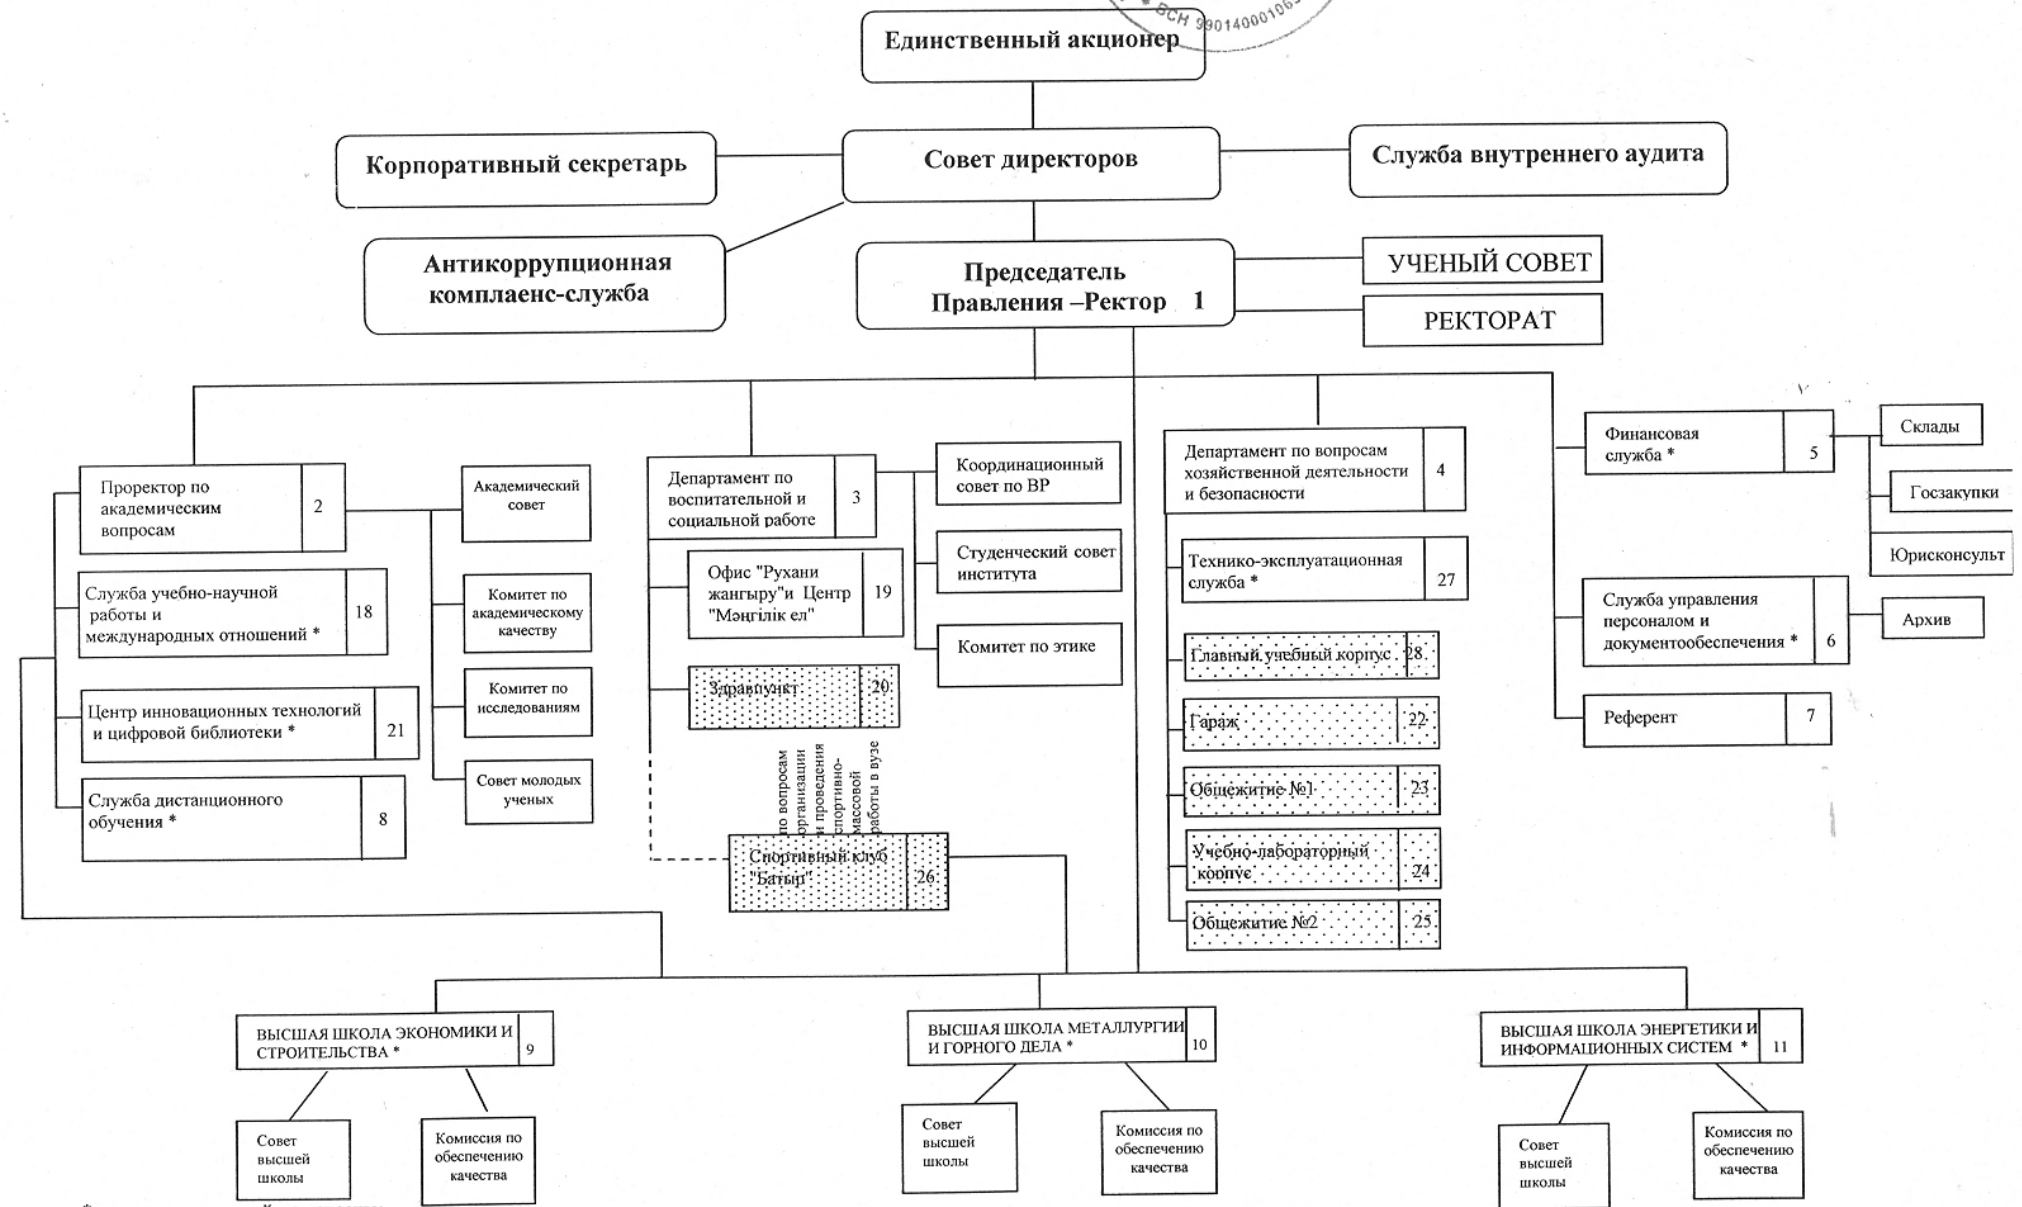 ВСН 990140001065
Единственный акционер
Корпоративный секретарь
Совет директоров
Служба внутреннего аудита
Антикоррупционная
комплаенс-служба
Председатель
Правления –Ректор 1
УЧЕНЫЙ СОВЕТ
РЕКТОРАТ
Проректор по
академическим
вопросам
2
Служба учебно-научной
работы и
международных отношений *
18
Центр инновационных технологий
и цифровой библиотеки *
21
Служба дистанционного
обучения *
8
Академический
совет
Комитет по
академическому
качеству
Комитет по
исследованиям
Совет молодых
ученых
Департамент по
воспитательной и
социальной работе
3
Офис "Рухани
жангыру"и Центр
"Мәңгілік ел"
19
Здравпункт
20
по вопросам
организации
и проведения
спортивно-
массовой
работы в вузе
Спортивный клуб
"Батыр"
26
Координационный
совет по ВР
Студенческий совет
института
Комитет по этике
Департамент по вопросам
хозяйственной деятельности
и безопасности
4
Технико-эксплуатационная
служба *
27
Главный учебный корпус
28
Гараж
22
Общежитие №1
23
Учебно-лабораторный
корпус
24
Общежитие №2
25
Финансовая
служба *
5
Склады
Госзакупки
Юрисконсульт
Служба управления
персоналом и
документообеспечения *
6
Архив
Референт
7
ВЫСШАЯ ШКОЛА ЭКОНОМИКИ И
СТРОИТЕЛЬСТВА *
9
Совет
высшей
школы
Комиссия по
обеспечению
качества
ВЫСШАЯ ШКОЛА МЕТАЛЛУРГИИ
И ГОРНОГО ДЕЛА *
10
Совет
высшей
школы
Комиссия по
обеспечению
качества
ВЫСШАЯ ШКОЛА ЭНЕРГЕТИКИ И
ИНФОРМАЦИОННЫХ СИСТЕМ *
11
Совет
высшей
школы
Комиссия по
обеспечению
качества